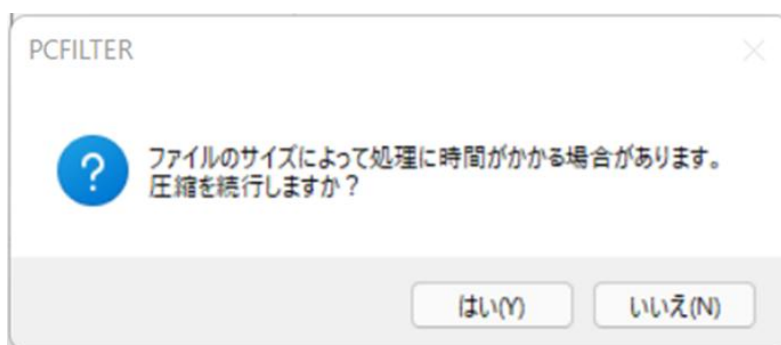 PCFILTER
ファイルのサイズによって処理に時間がかかる場合があります。
圧縮を続行しますか？
はい(Y)
いいえ(N)